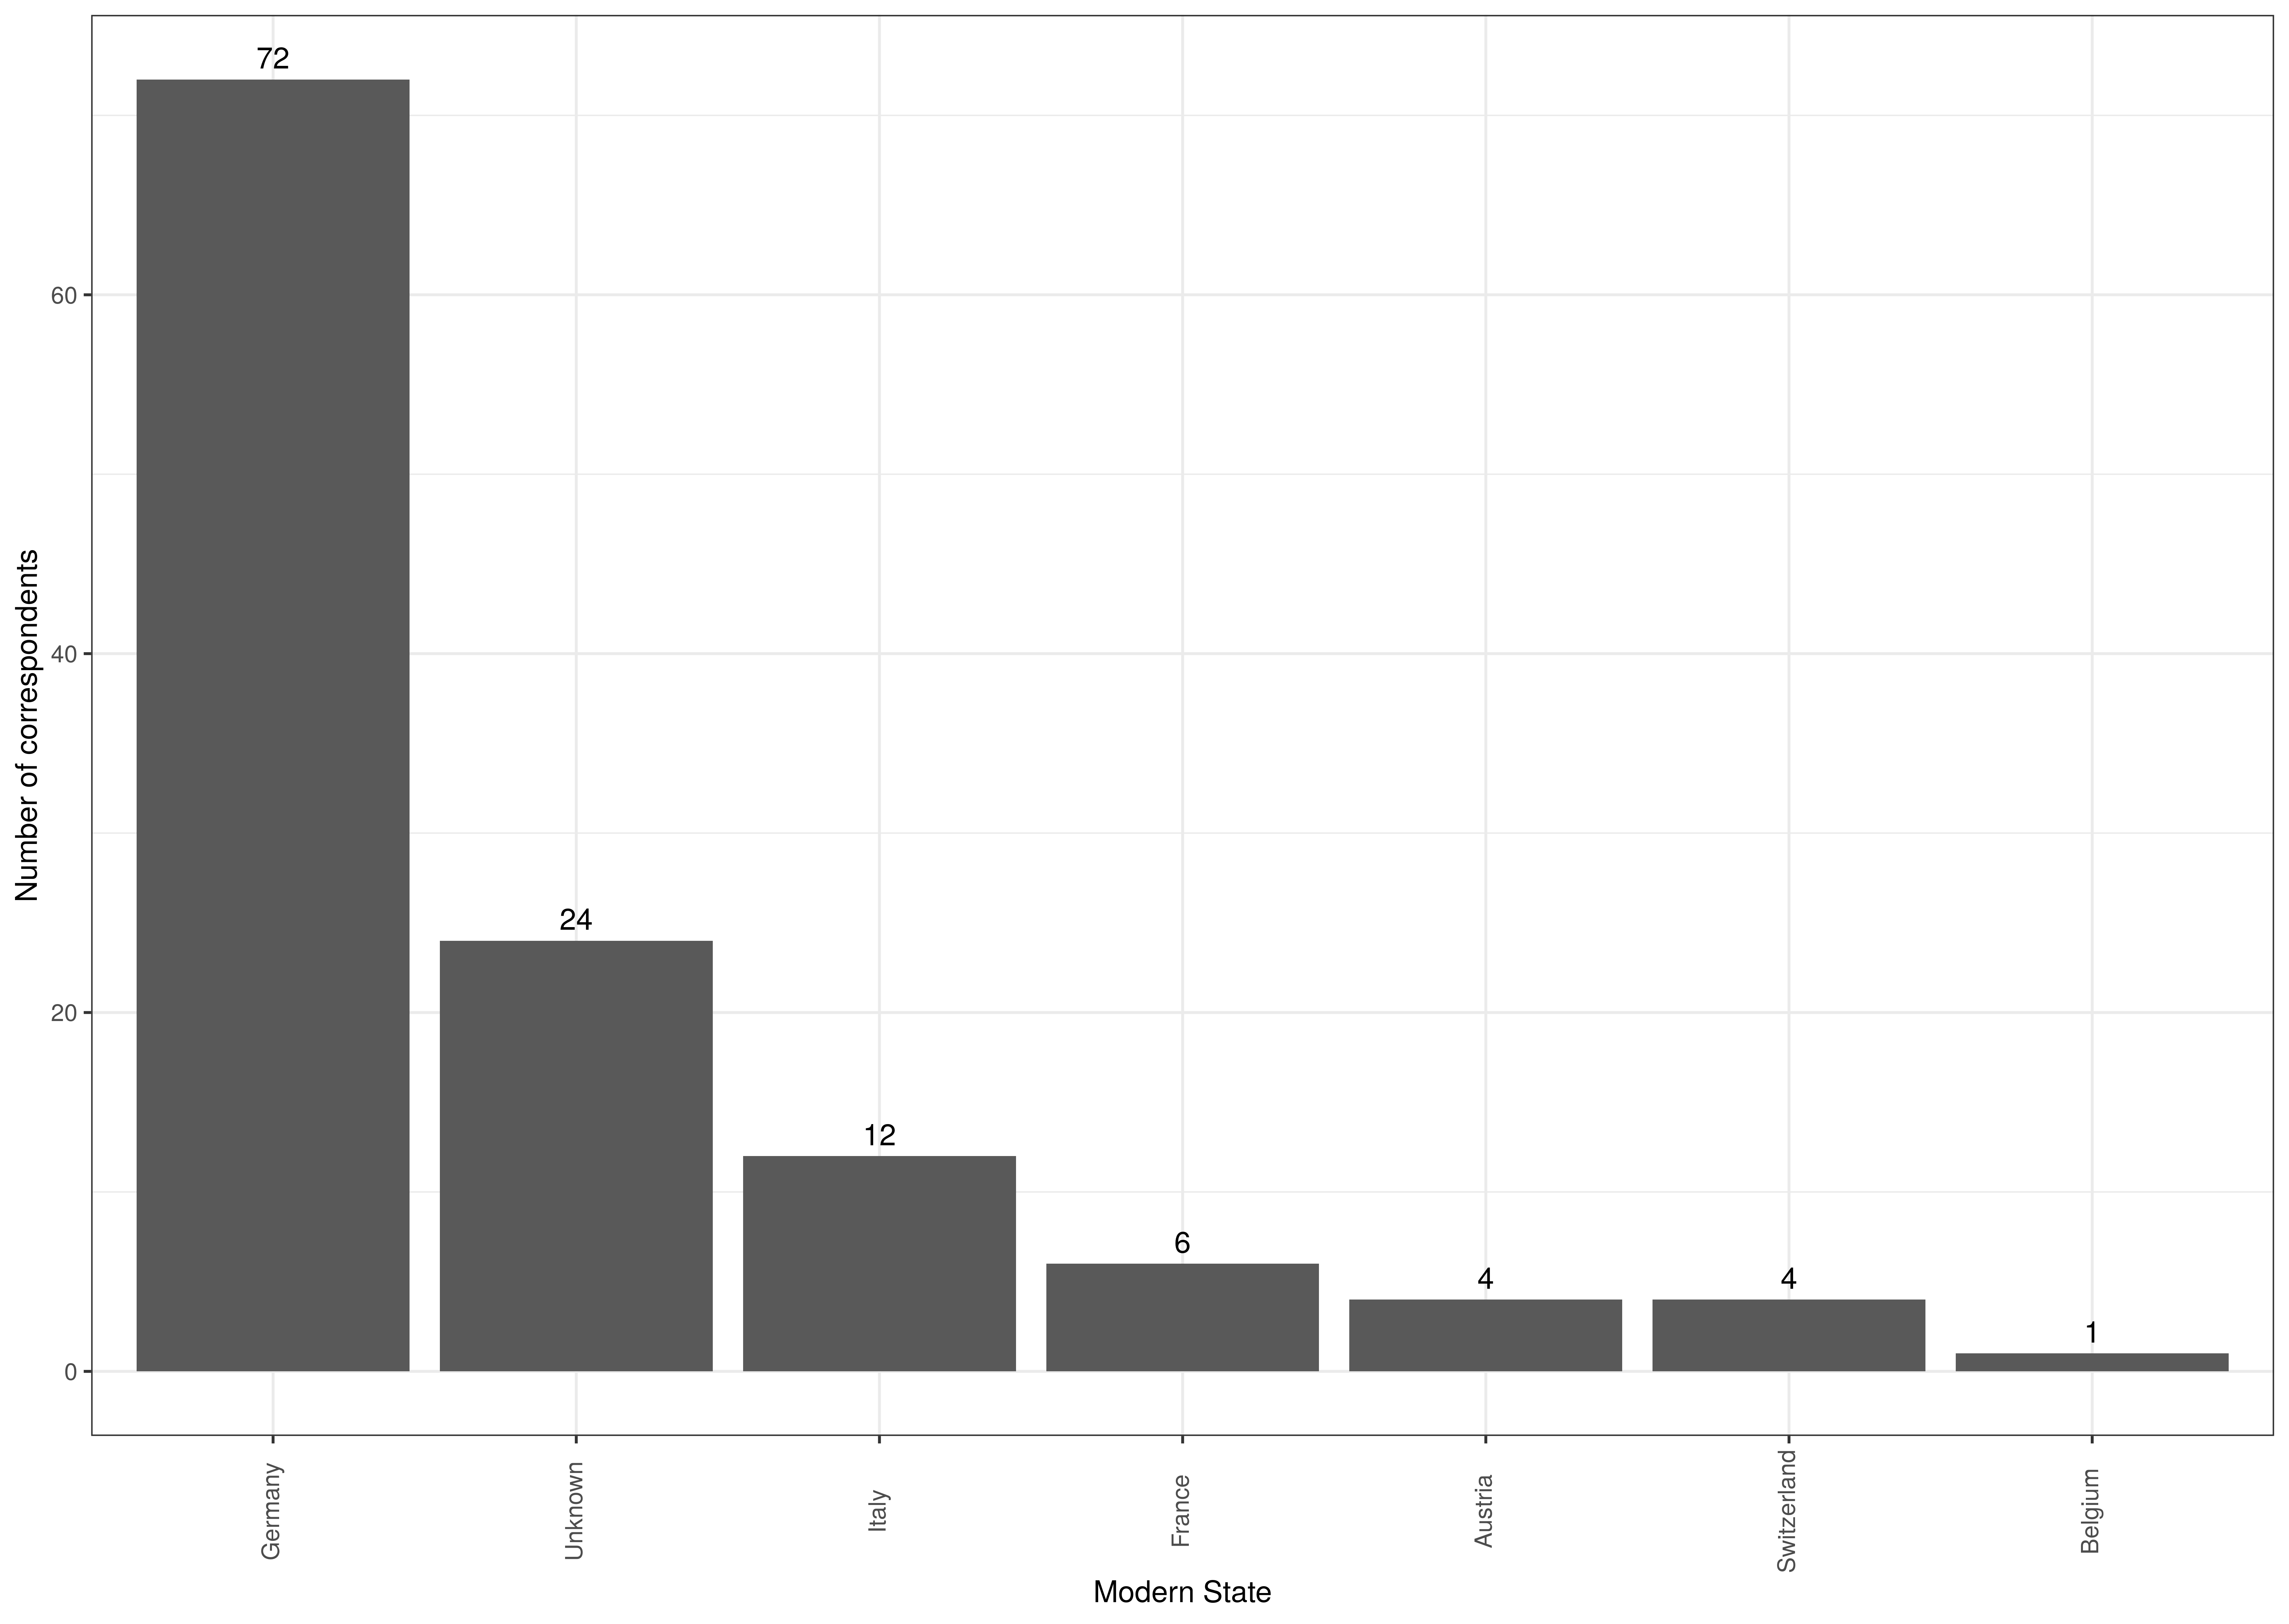 72
60
40
24
20
12
6
4
4
1
0
Number of correspondents
Germany
Unknown
Italy
France
Austria
Switzerland
Belgium
Modern State